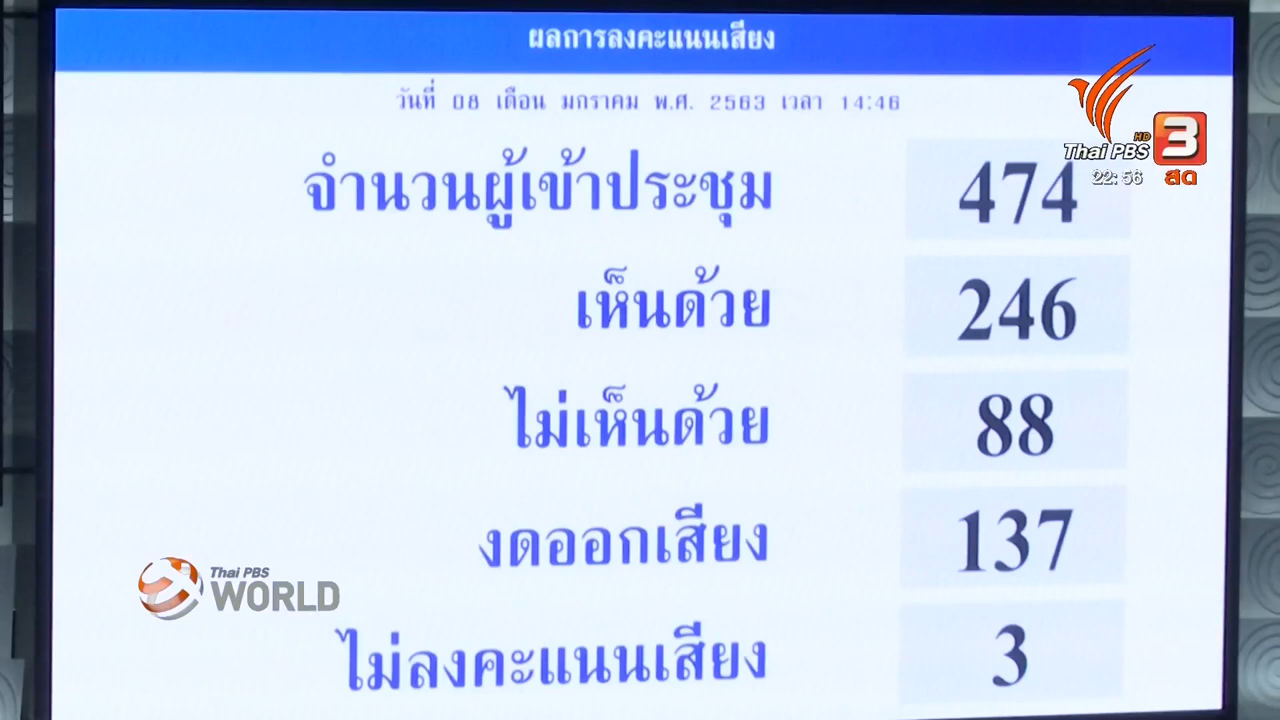 ผลการลงคะแนนเสียง
วันที่ 08 เดือน มกราคม พ.ศ. 2563 เวลา 14:46
จำนวนผู้เข้าประชุม 474
เห็นด้วย 246
ไม่เห็นด้วย 88
งดออกเสียง 137
ไม่ลงคะแนนเสียง 3
HD
Thai PBS 3
22:56 สด
Thai PBS
WORLD